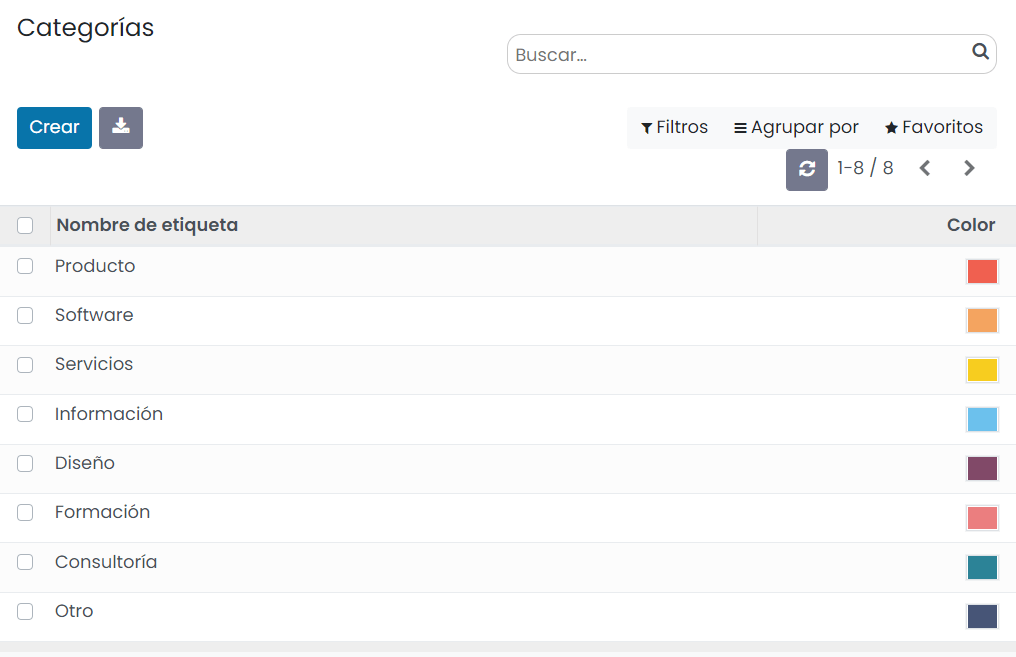 Categorías
Buscar...
Crear
Filtros Agrupar por Favoritos
1-8 / 8
Nombre de etiqueta Color
Producto
Software
Servicios
Información
Diseño
Formación
Consultoría
Otro